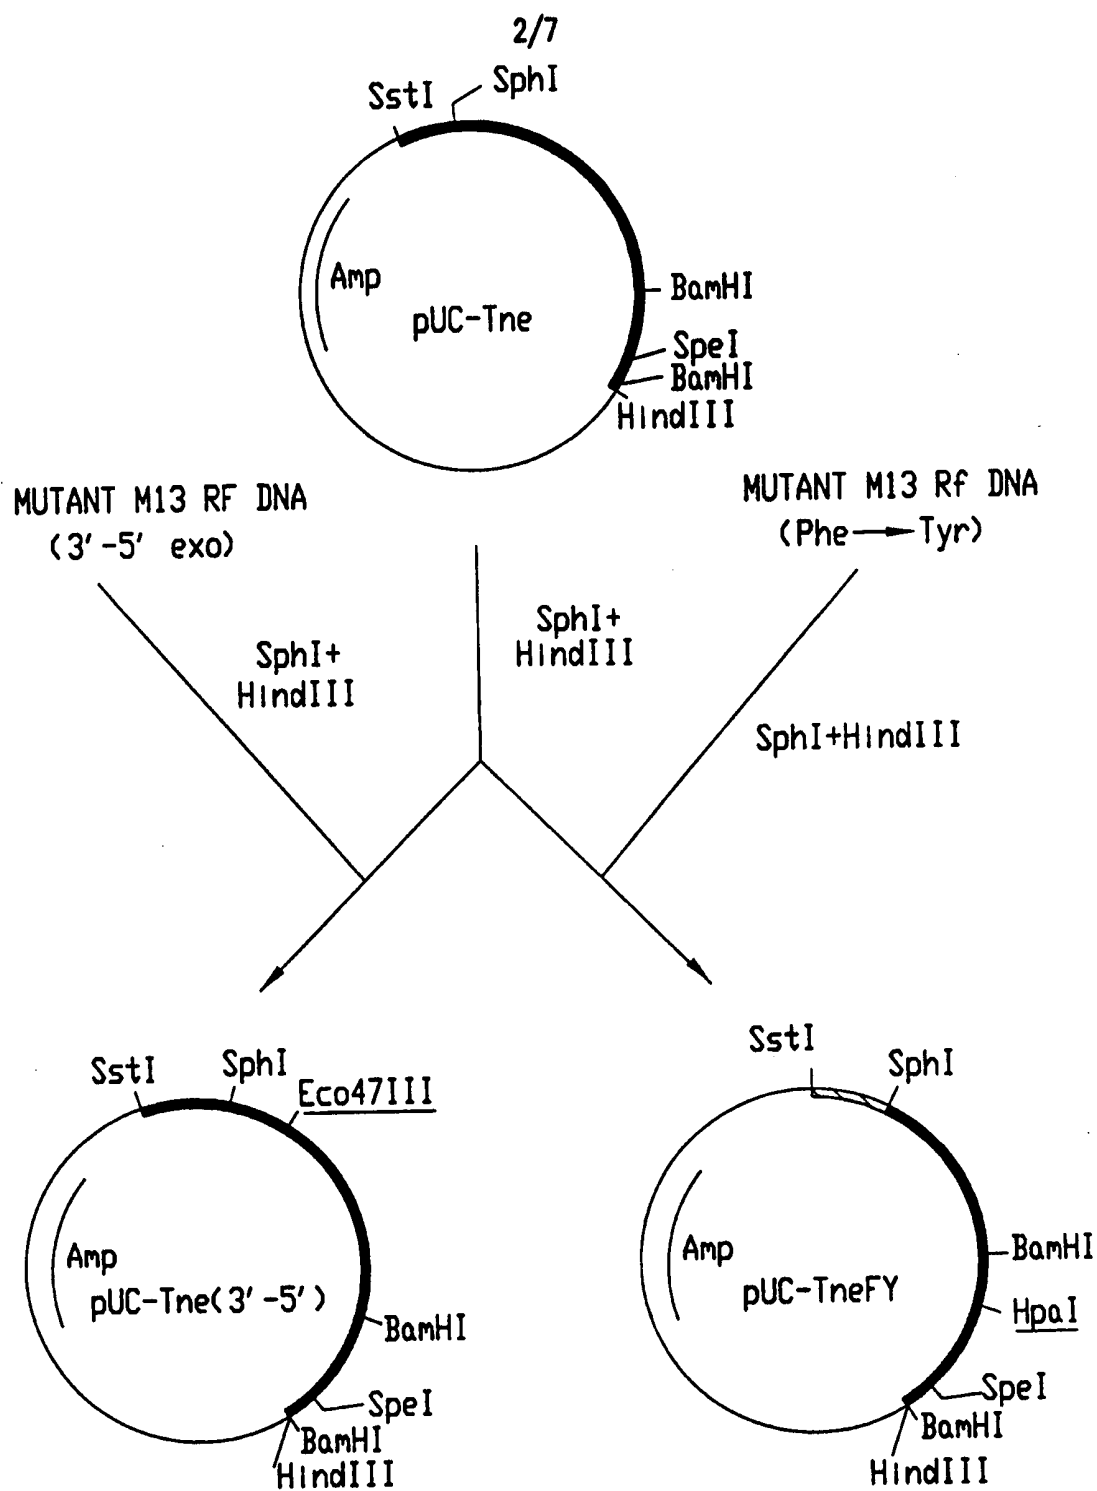 2/7
SstI
SphI
Amp
pUC-Tne
BamHI
SpeI
BamHI
HindIII
MUTANT M13 RF DNA
(3'-5' exo)
MUTANT M13 Rf DNA
(Phe→Tyr)
SphI+
HindIII
SphI+
HindIII
SphI+HindIII
SstI
SphI
Eco47III
Amp
pUC-Tne(3'-5')
BamHI
SpeI
BamHI
HindIII
SstI
SphI
Amp
pUC-TneFY
BamHI
HpaI
SpeI
BamHI
HindIII